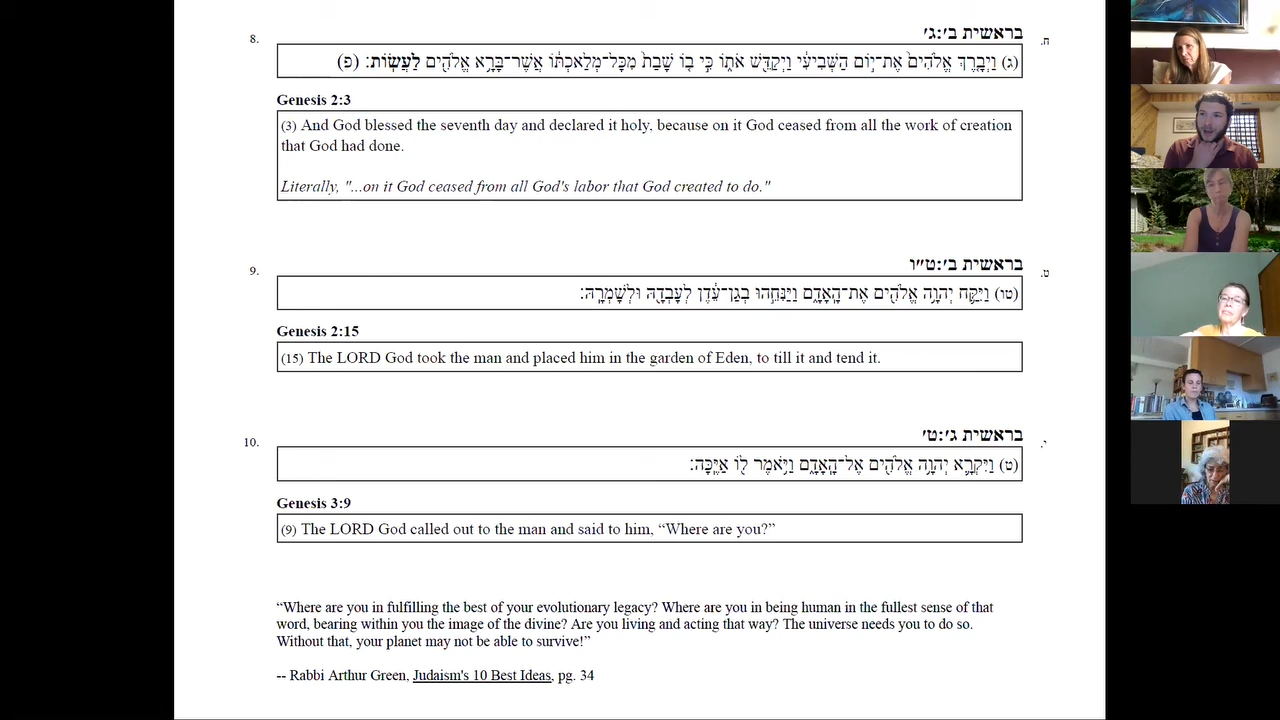 8.
ח.
בראשית ב׳:ג׳
(ג) וַיְבָ֤רֶךְ אֱלֹהִים֙ אֶת־י֣וֹם הַשְּׁבִיעִ֔י וַיְקַדֵּ֖שׁ אֹת֑וֹ כִּ֣י ב֤וֹ שָׁבַת֙ מִכׇּל־מְלַאכְתּ֔וֹ אֲשֶׁר־בָּרָ֥א אֱלֹהִ֖ים לַעֲשֽׂוֹת׃ (פ)
Genesis 2:3
(3) And God blessed the seventh day and declared it holy, because on it God ceased from all the work of creation
that God had done.
Literally, "...on it God ceased from all God's labor that God created to do."
9.
ט.
בראשית ב׳:ט״ו
(טו) וַיִּקַּ֛ח יְהוָ֥ה אֱלֹהִ֖ים אֶת־הָֽאָדָ֑ם וַיַּנִּחֵ֣הוּ בְגַן־עֵ֔דֶן לְעׇבְדָ֖הּ וּלְשׇׁמְרָֽהּ׃
Genesis 2:15
(15) The LORD God took the man and placed him in the garden of Eden, to till it and tend it.
10.
י.
בראשית ג׳:ט׳
(ט) וַיִּקְרָ֛א יְהוָ֥ה אֱלֹהִ֖ים אֶל־הָֽאָדָ֑ם וַיֹּ֥אמֶר ל֖וֹ אַיֶּֽכָּה׃
Genesis 3:9
(9) The LORD God called out to the man and said to him, “Where are you?”
“Where are you in fulfilling the best of your evolutionary legacy? Where are you in being human in the fullest sense of that
word, bearing within you the image of the divine? Are you living and acting that way? The universe needs you to do so.
Without that, your planet may not be able to survive!”
-- Rabbi Arthur Green, Judaism's 10 Best Ideas, pg. 34